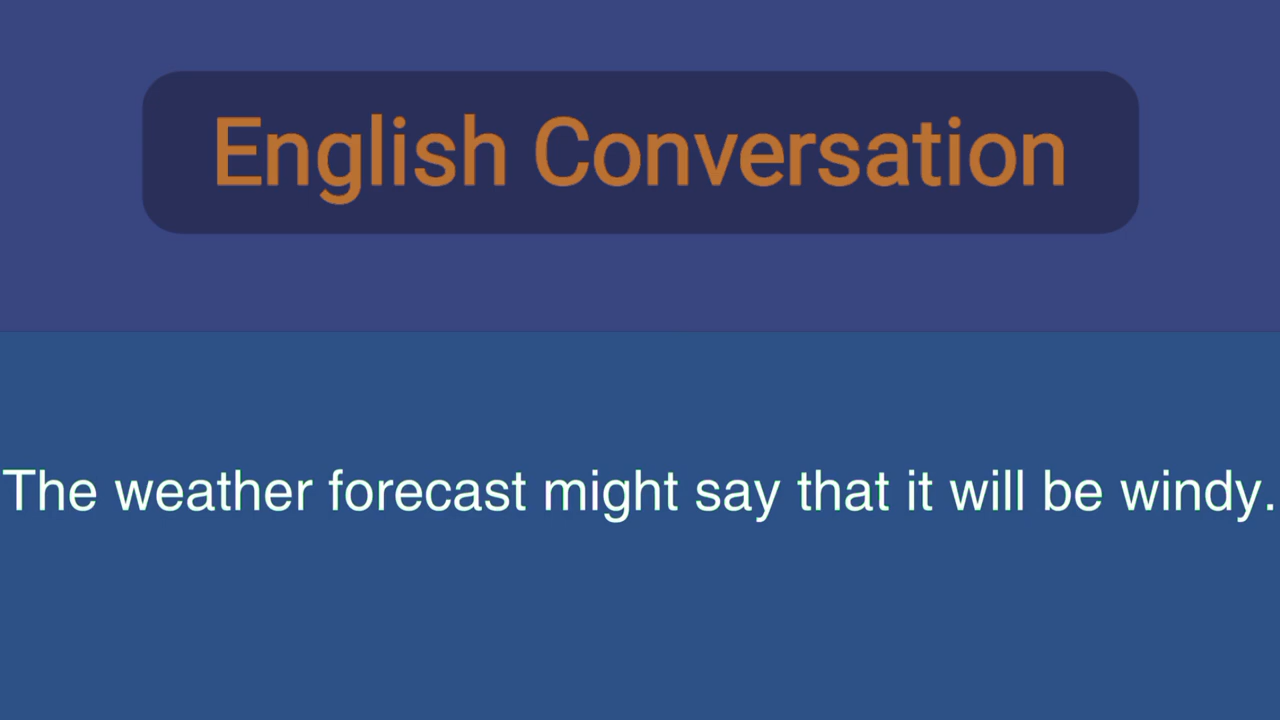 English Conversation
The weather forecast might say that it will be windy.